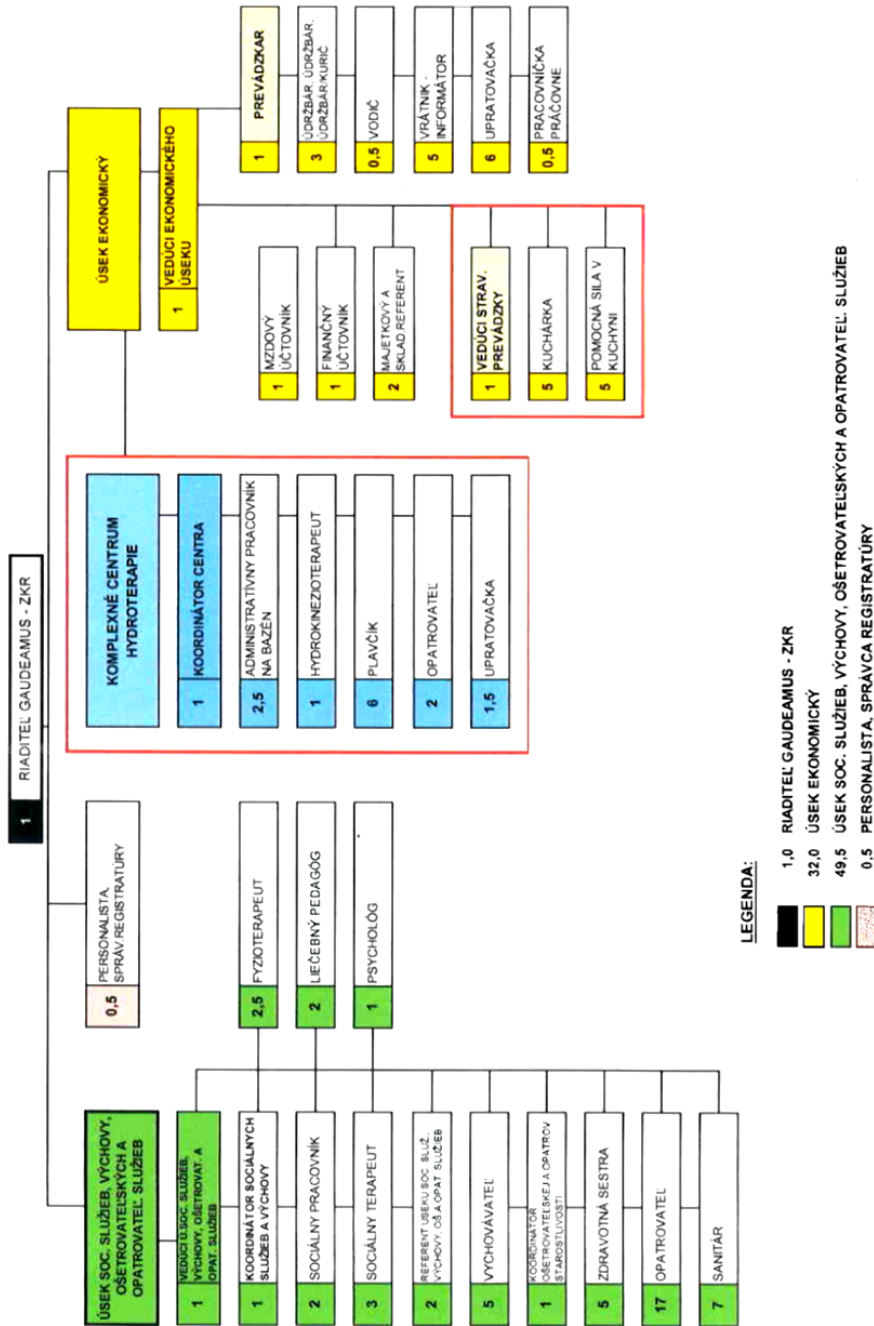 1 RIADITEĽ GAUDEAMUS - ZKR
ÚSEK SOC. SLUŽIEB, VÝCHOVY,
OŠETROVATEĽSKÝCH A
OPATROVATEĽ. SLUŽIEB
1
VEDÚCI Ú.SOC. SLUŽIEB,
VÝCHOVY, OŠETROVAT. A
OPAT. SLUŽIEB
1
KOORDINÁTOR SOCIÁLNYCH
SLUŽIEB A VÝCHOVY
2 SOCIÁLNY PRACOVNÍK
3 SOCIÁLNY TERAPEUT
2
REFERENT ÚSEKU SOC. SLUŽ.,
VÝCHOVY, OŠ A OPAT. SLUŽIEB
5 VYCHOVÁVATEĽ
1
KOORDINÁTOR
OŠETROVATEĽSKEJ A OPATROV
STAROSTLIVOSTI
5 ZDRAVOTNÁ SESTRA
17 OPATROVATEĽ
7 SANITÁR
0,5
PERSONALISTA,
SPRÁV.REGISTRATÚRY
2,5 FYZIOTERAPEUT
2 LIEČEBNÝ PEDAGÓG
1 PSYCHOLÓG
KOMPLEXNÉ CENTRUM
HYDROTERAPIE
1 KOORDINÁTOR CENTRA
2,5
ADMINISTRATÍVNY PRACOVNÍK
NA BAZÉN
1 HYDROKINEZIOTERAPEUT
6 PLAVČÍK
2 OPATROVATEĽ
1,5 UPRATOVAČKA
ÚSEK EKONOMICKÝ
1
VEDÚCI EKONOMICKÉHO
ÚSEKU
1
MZDOVÝ
ÚČTOVNÍK
1
FINANČNÝ
ÚČTOVNÍK
2
MAJETKOVÝ A
SKLAD.REFERENT
1
VEDÚCI STRAV.
PREVÁDZKY
5 KUCHÁRKA
5
POMOCNÁ SILA V
KUCHYNI
1 PREVÁDZKAR
3
ÚDRŽBÁR, ÚDRŽBÁR,
ÚDRŽBÁR/KURIČ
0,5 VODIČ
5
VRÁTNIK -
INFORMÁTOR
6 UPRATOVAČKA
0,5
PRACOVNÍČKA
PRÁČOVNE
LEGENDA:
1,0 RIADITEĽ GAUDEAMUS - ZKR
32,0 ÚSEK EKONOMICKÝ
49,5 ÚSEK SOC. SLUŽIEB, VÝCHOVY, OŠETROVATEĽSKÝCH A OPATROVATEĽ. SLUŽIEB
0,5 PERSONALISTA, SPRÁVCA REGISTRATÚRY